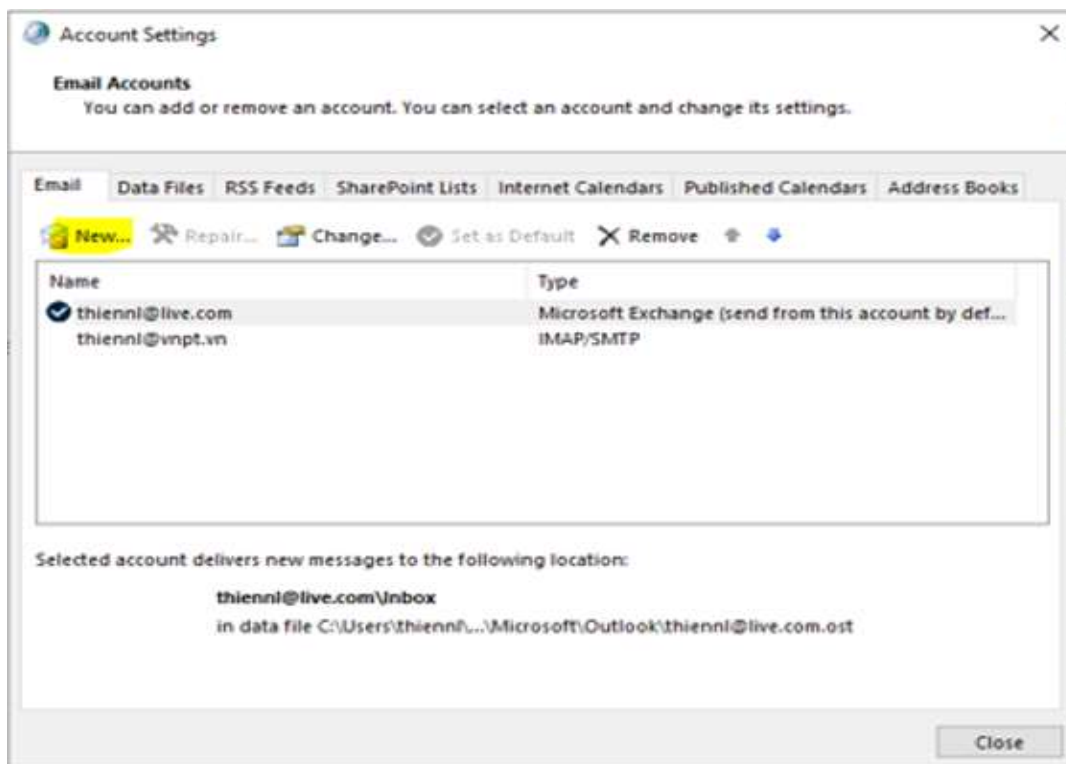 Account Settings
Email Accounts
You can add or remove an account. You can select an account and change its settings.
Email Data Files RSS Feeds SharePoint Lists Internet Calendars Published Calendars Address Books
New... Repair... Change... Set as Default Remove
Name Type
thiennl@live.com Microsoft Exchange (send from this account by def...
thiennl@vnpt.vn IMAP/SMTP
Selected account delivers new messages to the following location:
thiennl@live.com\Inbox
in data file C:\Users\thiennl\...\Microsoft\Outlook\thiennl@live.com.ost
Close